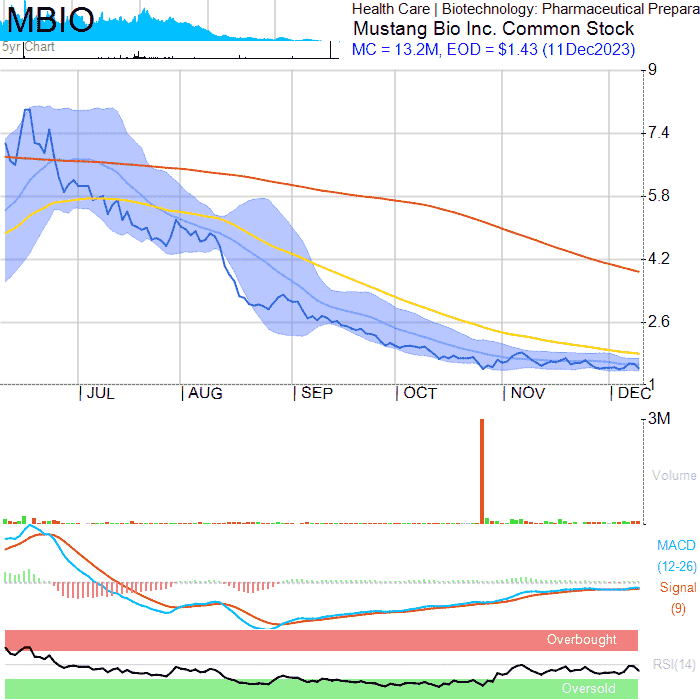 MBIO
5yr Chart
Health Care | Biotechnology: Pharmaceutical Prepara
Mustang Bio Inc. Common Stock
MC = 13.2M, EOD = $1.43 (11Dec2023)
9
7.4
5.8
4.2
2.6
1
JUL AUG SEP OCT NOV DEC
3M
Volume
MACD
(12-26)
Signal
(9)
Overbought
RSI(14)
Oversold